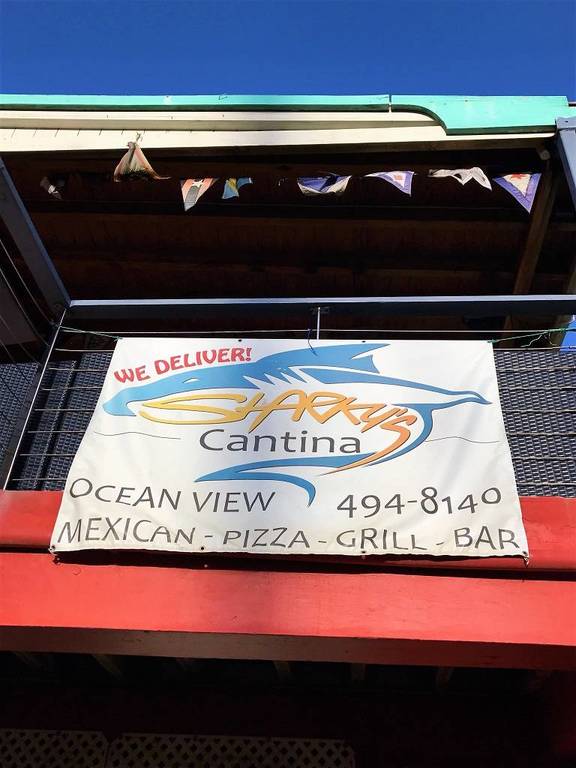 WE DELIVER!
SHARKY'S
Cantina
OCEAN VIEW 494-8140
MEXICAN - PIZZA - GRILL - BAR